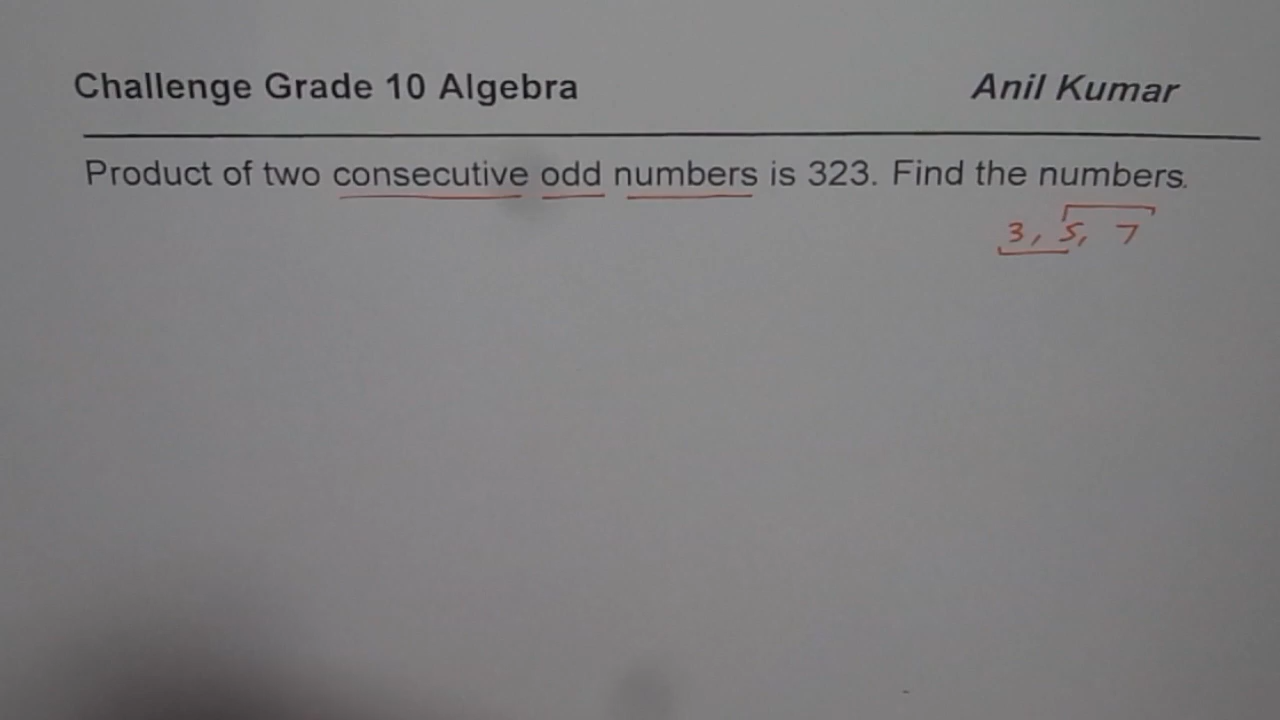 Challenge Grade 10 Algebra Anil Kumar
Product of two consecutive odd numbers is 323. Find the numbers.
3, 5, 7